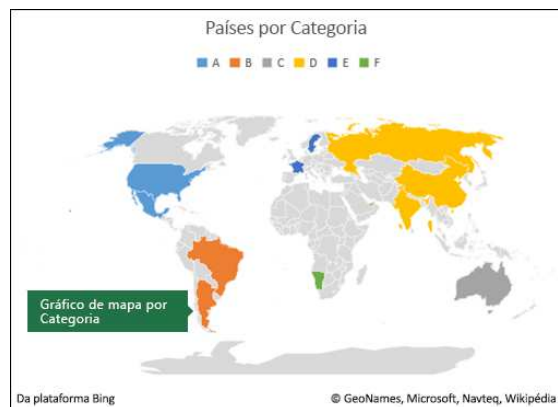 Países por Categoria
A B C D E F
Gráfico de mapa por
Categoria
Da plataforma Bing
© GeoNames, Microsoft, Navteq, Wikipédia